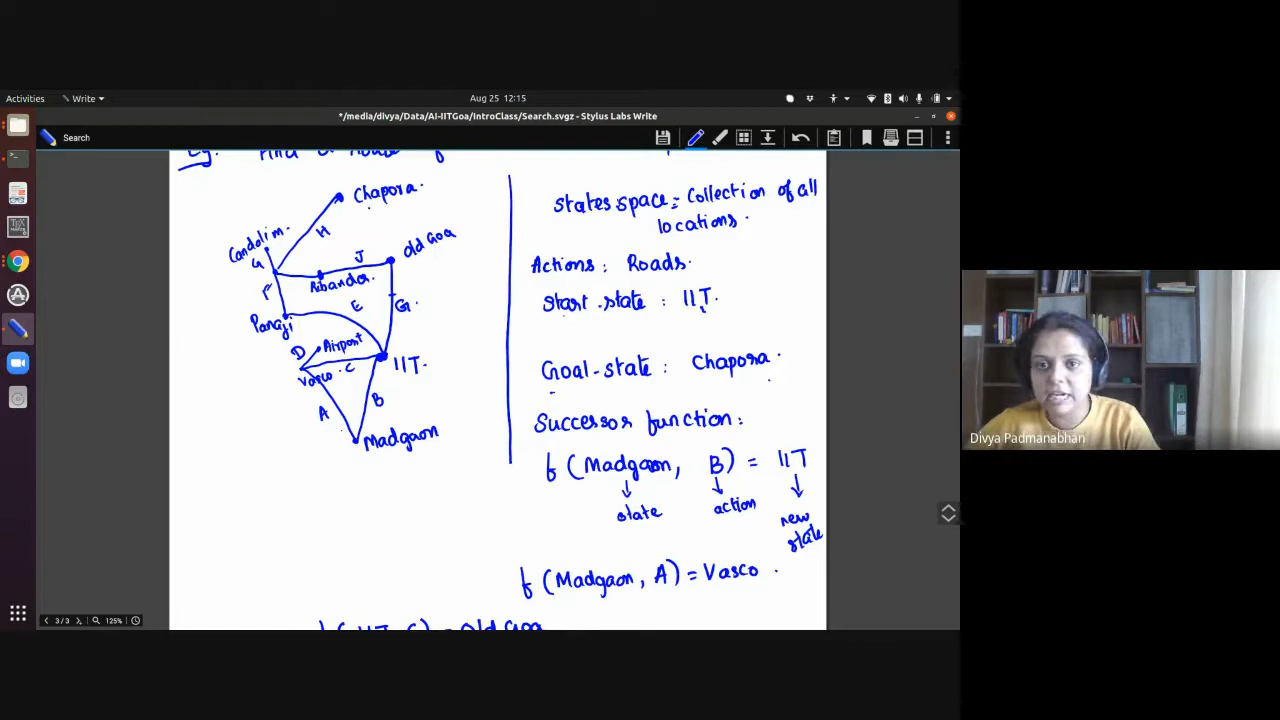 Activities
Write
Aug 25 12:15
*/media/divya/Data/AI-IITGoa/IntroClass/Search.svgz - Stylus Labs Write
Search
Eg:
Chapora.
H
Candolim.
G
J
Old Goa
Ribandar.
F
E
G.
Panaji
Airport
D
Vasco. C
IIT.
A
B
Madgaon
States space = Collection of all
locations.
Actions: Roads.
Start-state: IIT.
Goal-state: Chapora.
Successor function:
f (Madgaon, B) = IIT
state
action
new
state
f (Madgaon, A) = Vasco.
= Old Goa
Divya Padmanabhan
3/3
125%